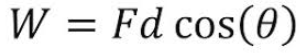 W = Fd cos(θ)